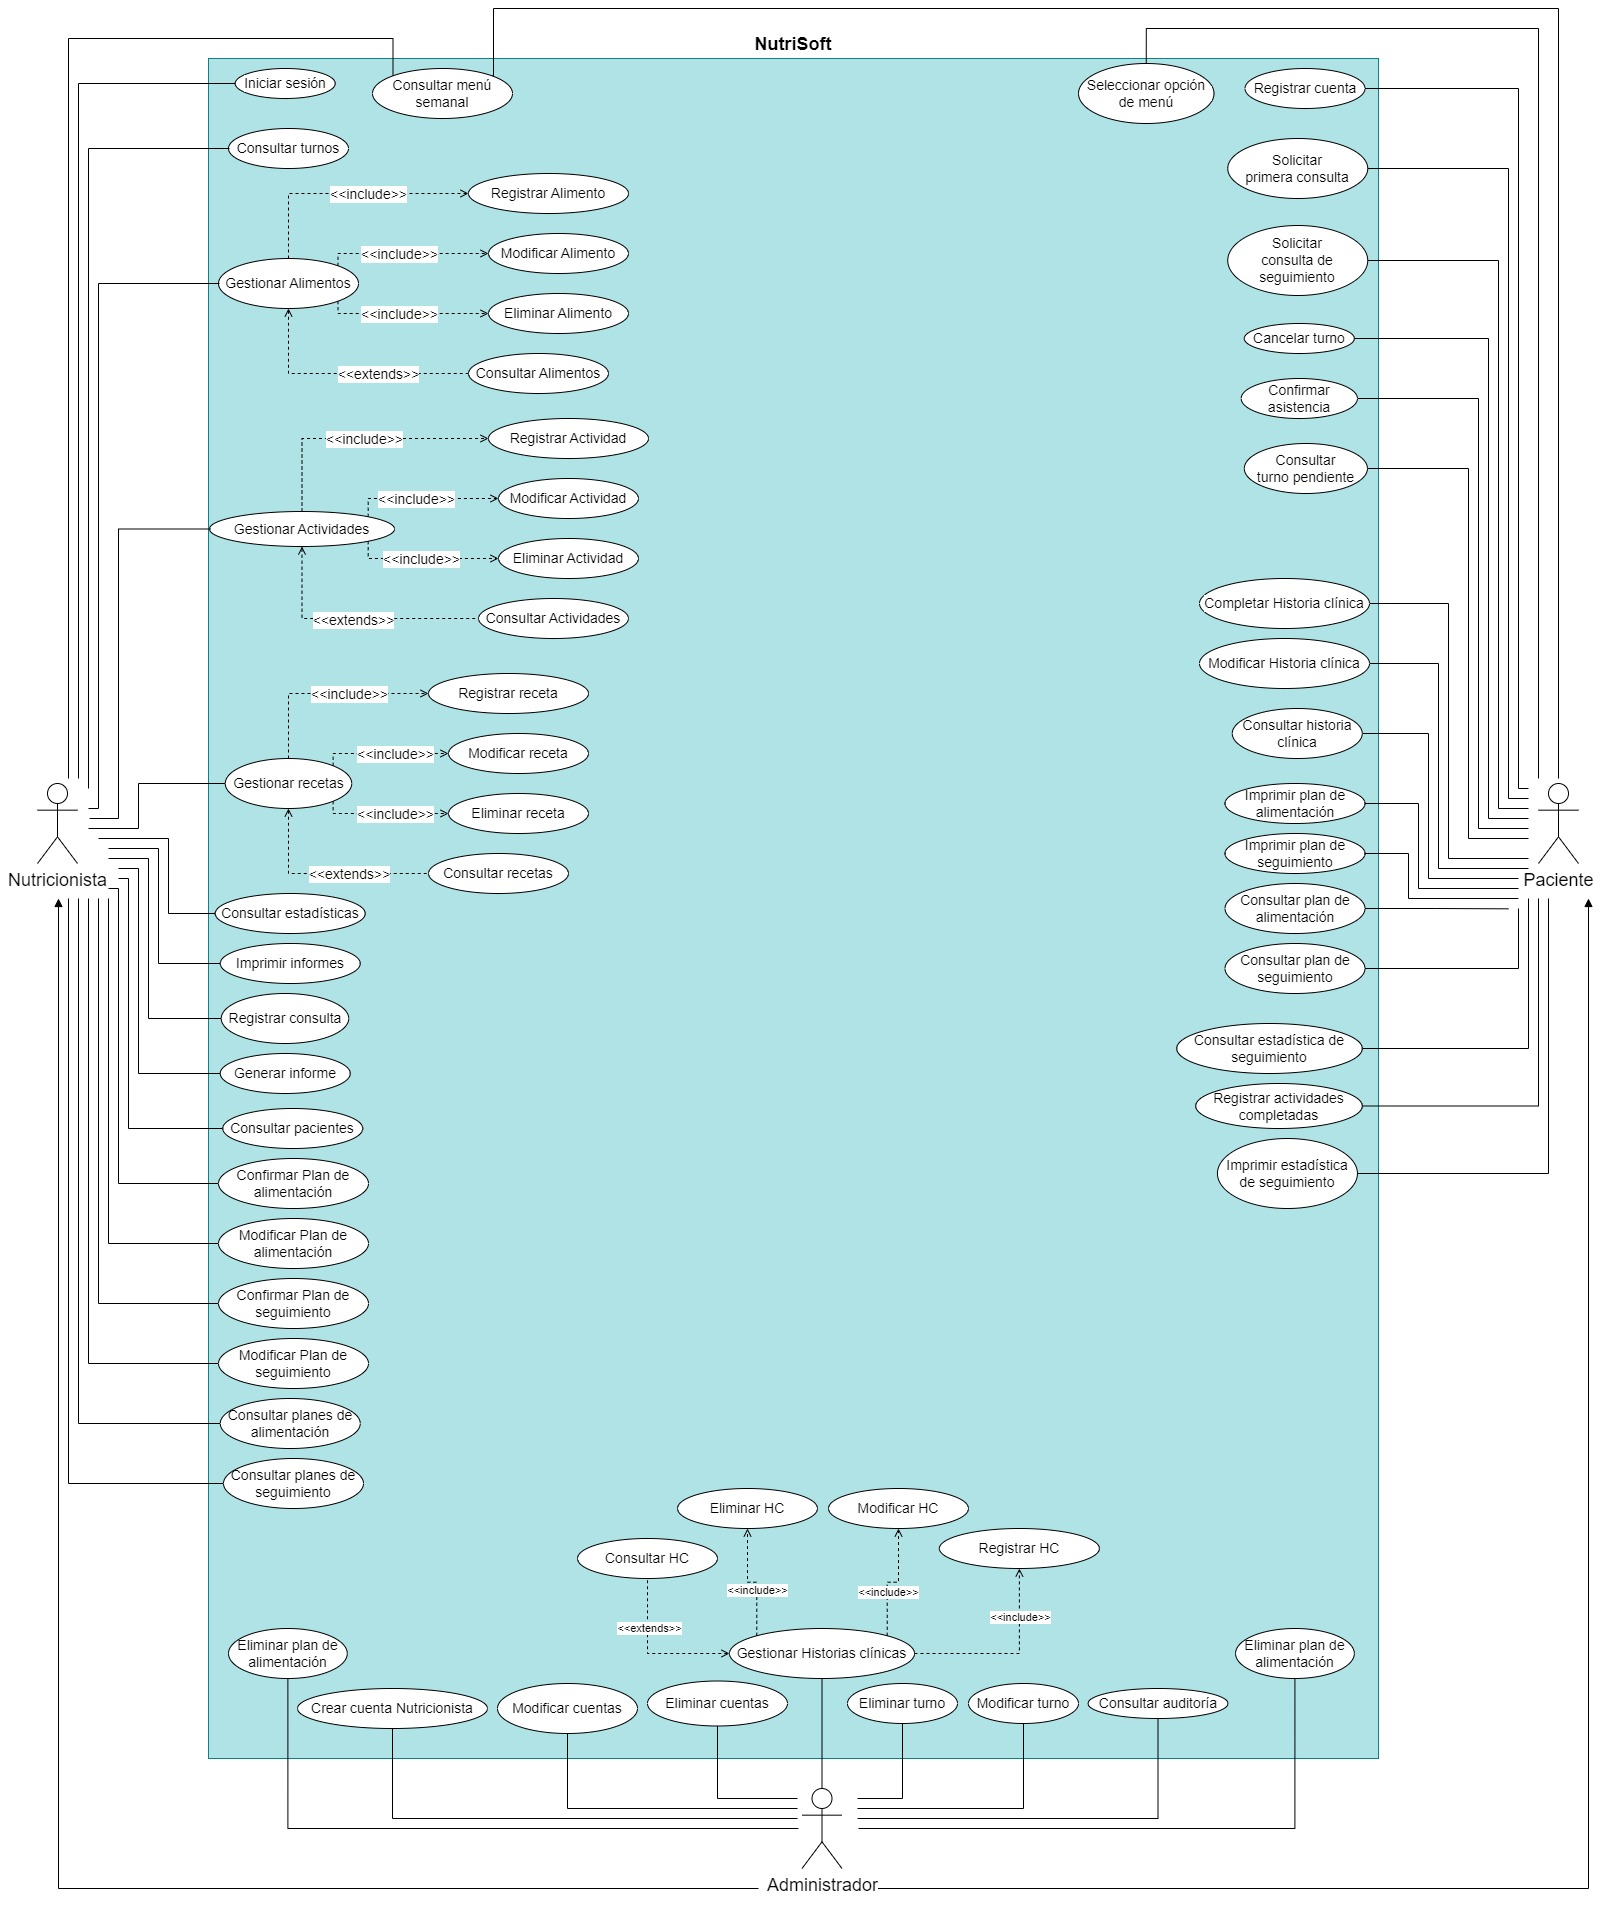 NutriSoft
Iniciar sesión
Consultar menú
semanal
Seleccionar opción
de menú
Registrar cuenta
Consultar turnos
Solicitar
primera consulta
<<include>>
Registrar Alimento
<<include>>
Modificar Alimento
Solicitar
consulta de
seguimiento
Gestionar Alimentos
<<include>>
Eliminar Alimento
Cancelar turno
<<extends>>
Consultar Alimentos
Confirmar
asistencia
<<include>>
Registrar Actividad
Consultar
turno pendiente
<<include>>
Modificar Actividad
Gestionar Actividades
<<include>>
Eliminar Actividad
<<extends>>
Consultar Actividades
Completar Historia clínica
Modificar Historia clínica
<<include>>
Registrar receta
Consultar historia
clínica
<<include>>
Modificar receta
Gestionar recetas
<<include>>
Eliminar receta
Imprimir plan de
alimentación
Imprimir plan de
seguimiento
<<extends>>
Consultar recetas
Nutricionista
Paciente
Consultar estadísticas
Consultar plan de
alimentación
Imprimir informes
Consultar plan de
seguimiento
Registrar consulta
Consultar estadística de
seguimiento
Generar informe
Registrar actividades
completadas
Consultar pacientes
Confirmar Plan de
alimentación
Imprimir estadística
de seguimiento
Modificar Plan de
alimentación
Confirmar Plan de
seguimiento
Modificar Plan de
seguimiento
Consultar planes de
alimentación
Consultar planes de
seguimiento
Eliminar HC
Modificar HC
Consultar HC
Registrar HC
<<include>>
<<include>>
<<include>>
<<extends>>
Gestionar Historias clínicas
Eliminar plan de
alimentación
Eliminar plan de
alimentación
Crear cuenta Nutricionista
Modificar cuentas
Eliminar cuentas
Eliminar turno
Modificar turno
Consultar auditoría
Administrador